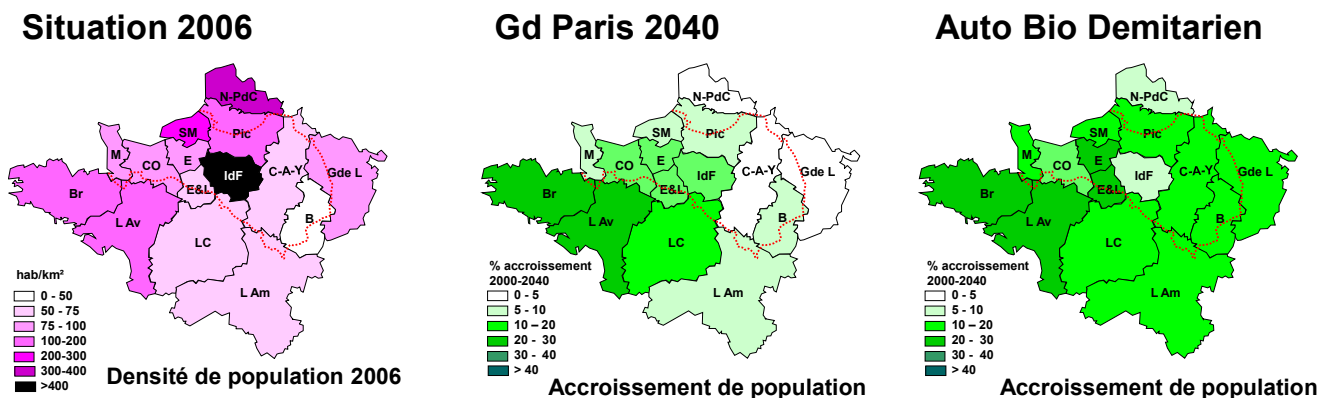 Situation 2006
N-PdC
SM
Pic
M
CO
E
IdF
C-A-Y
Gde L
Br
E&L
L Av
B
LC
L Am
hab/km²
0 - 50
50 - 75
75 - 100
100-200
200-300
300-400
>400
Densité de population 2006
Gd Paris 2040
N-PdC
SM
Pic
M
CO
E
IdF
C-A-Y
Gde L
Br
E&L
L Av
B
LC
L Am
% accroissement
2000-2040
0 - 5
5 - 10
10 – 20
20 - 30
30 - 40
> 40
Accroissement de population
Auto Bio Demitarien
N-PdC
SM
Pic
M
CO
E
IdF
C-A-Y
Gde L
Br
E&L
L Av
B
LC
L Am
% accroissement
2000-2040
0 - 5
5 - 10
10 – 20
20 - 30
30 - 40
> 40
Accroissement de population